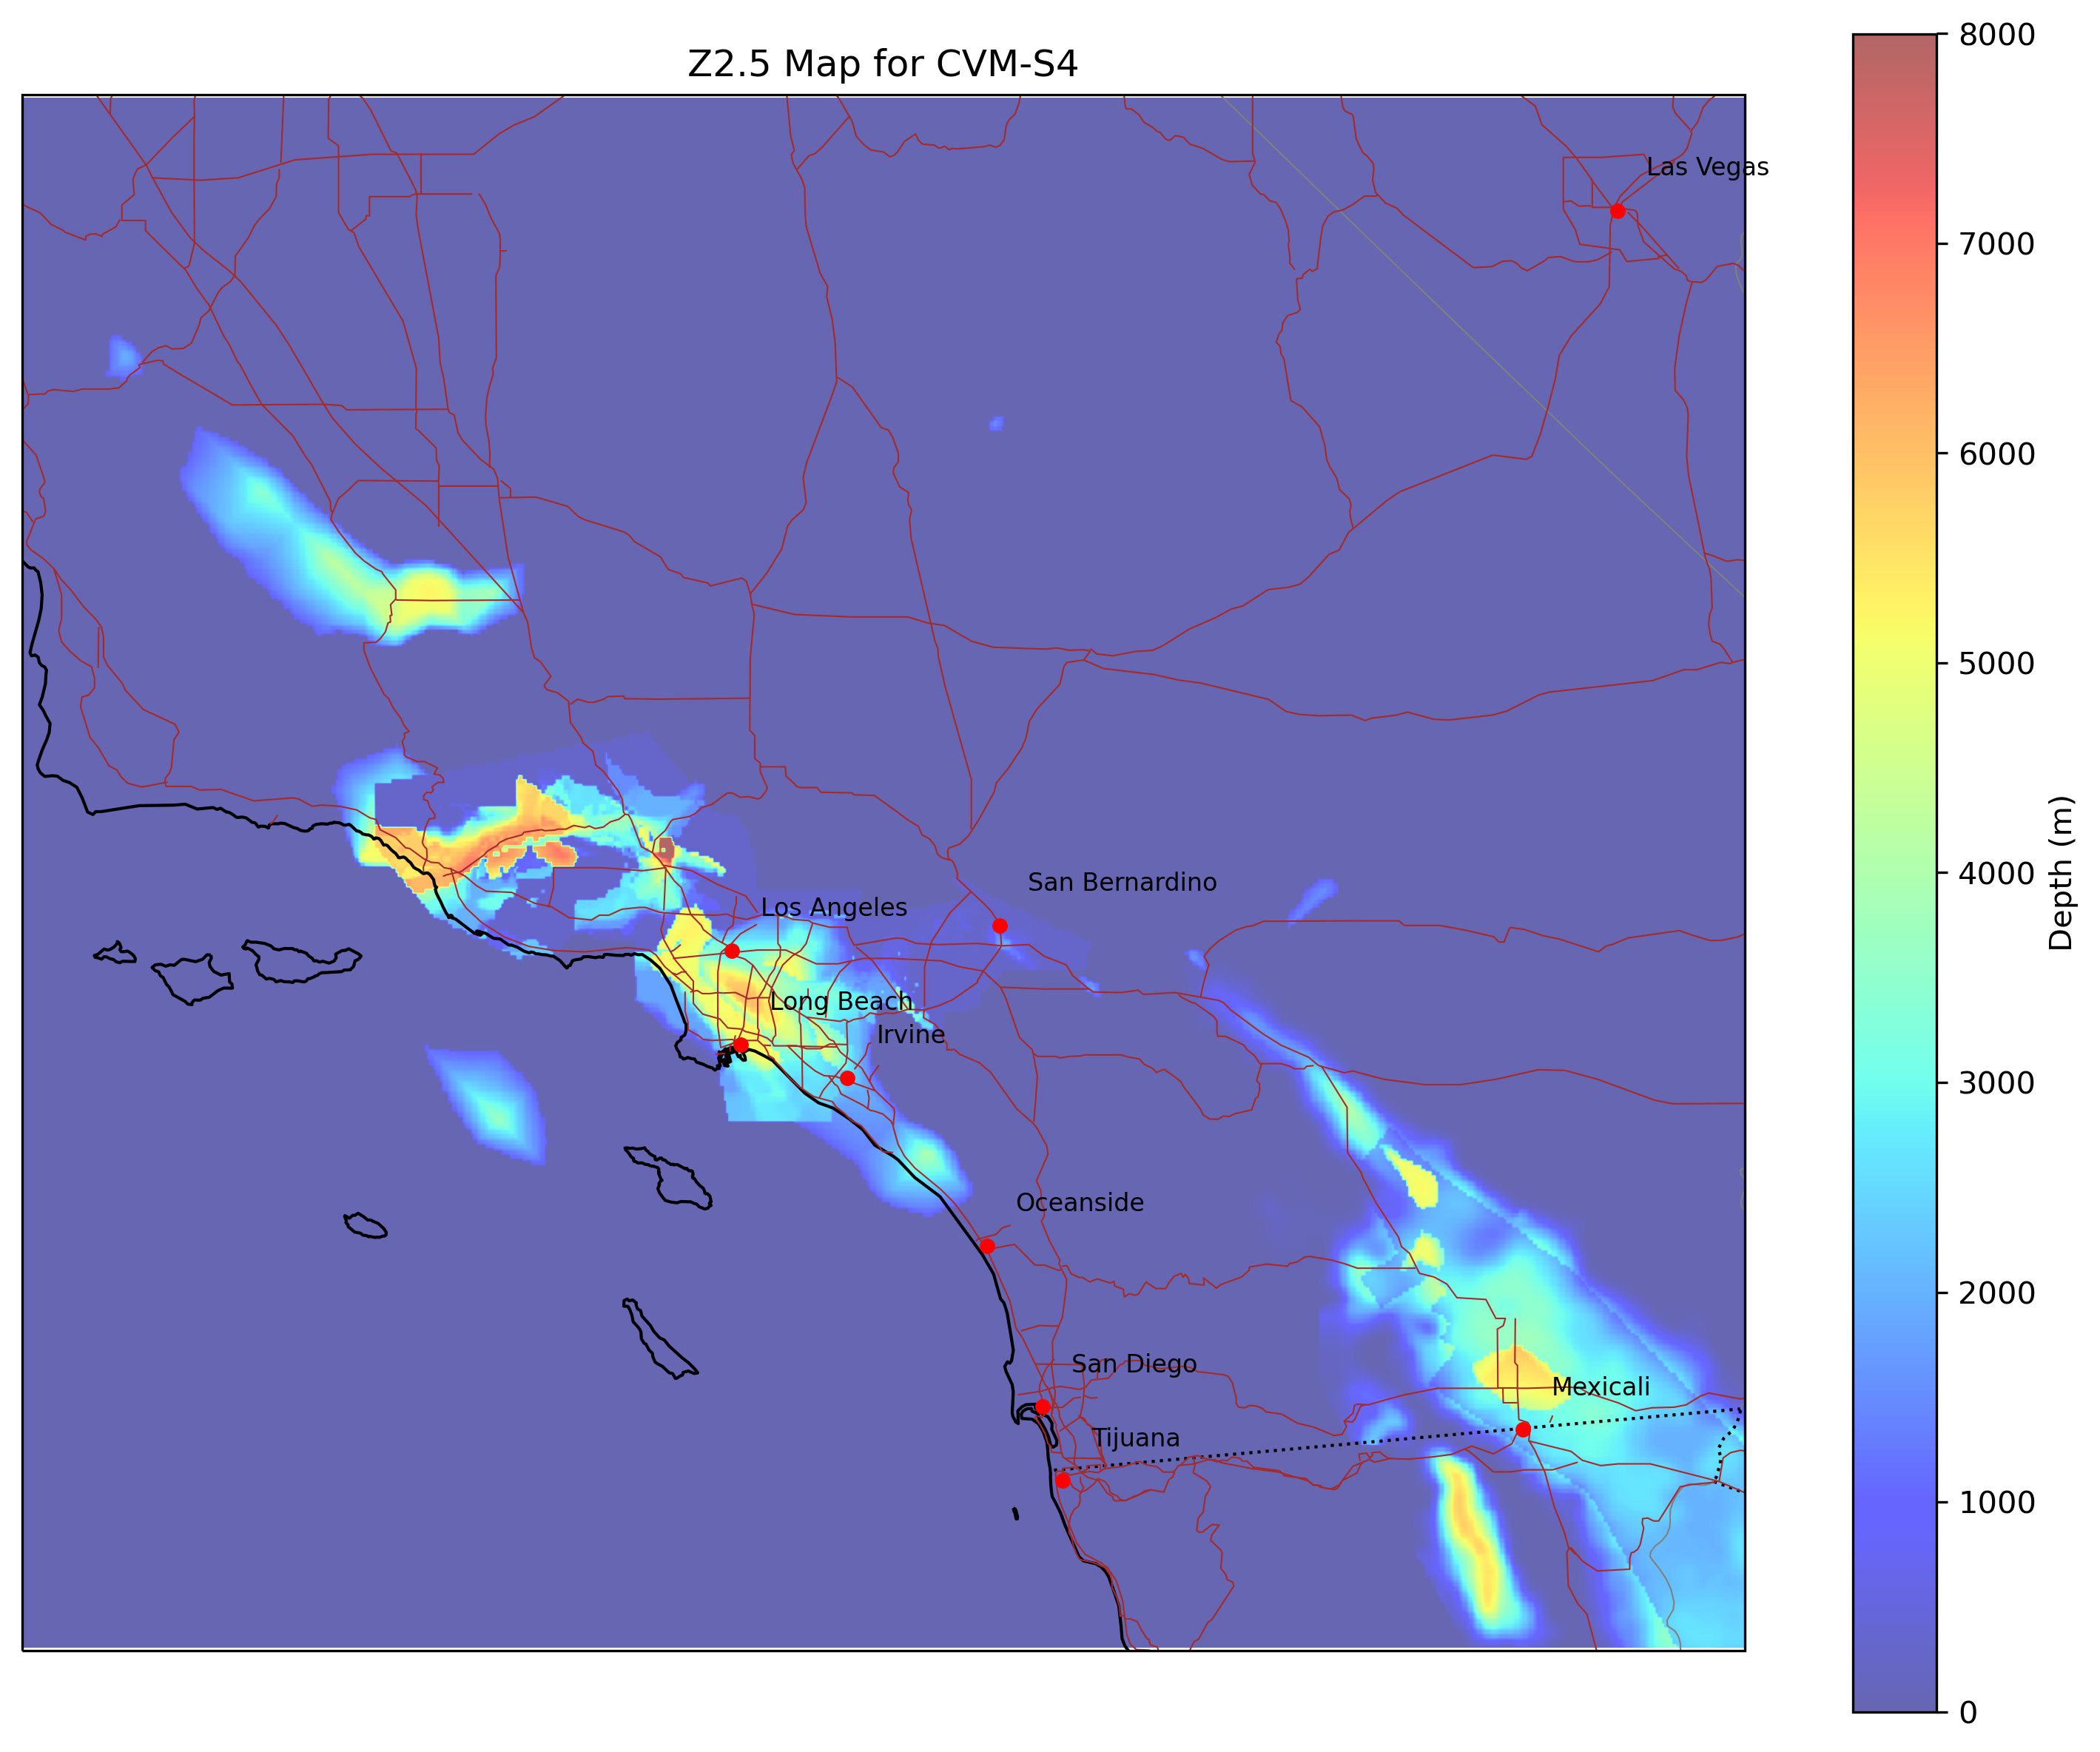 Z2.5 Map for CVM-S4
Las Vegas
San Bernardino
Los Angeles
Long Beach
Irvine
Oceanside
San Diego
Mexicali
Tijuana
8000
7000
6000
5000
4000
3000
2000
1000
0
Depth (m)